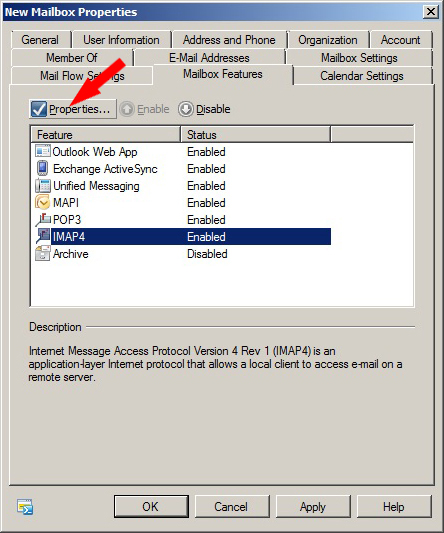 New Mailbox Properties
General User Information Address and Phone Organization Account
Member Of E-Mail Addresses Mailbox Settings
Mail Flow Settings Mailbox Features Calendar Settings
Properties... Enable Disable
Feature Status
Outlook Web App Enabled
Exchange ActiveSync Enabled
Unified Messaging Enabled
MAPI Enabled
POP3 Enabled
IMAP4 Enabled
Archive Disabled
Description
Internet Message Access Protocol Version 4 Rev 1 (IMAP4) is an
application-layer Internet protocol that allows a local client to access e-mail on a
remote server.
OK Cancel Apply Help